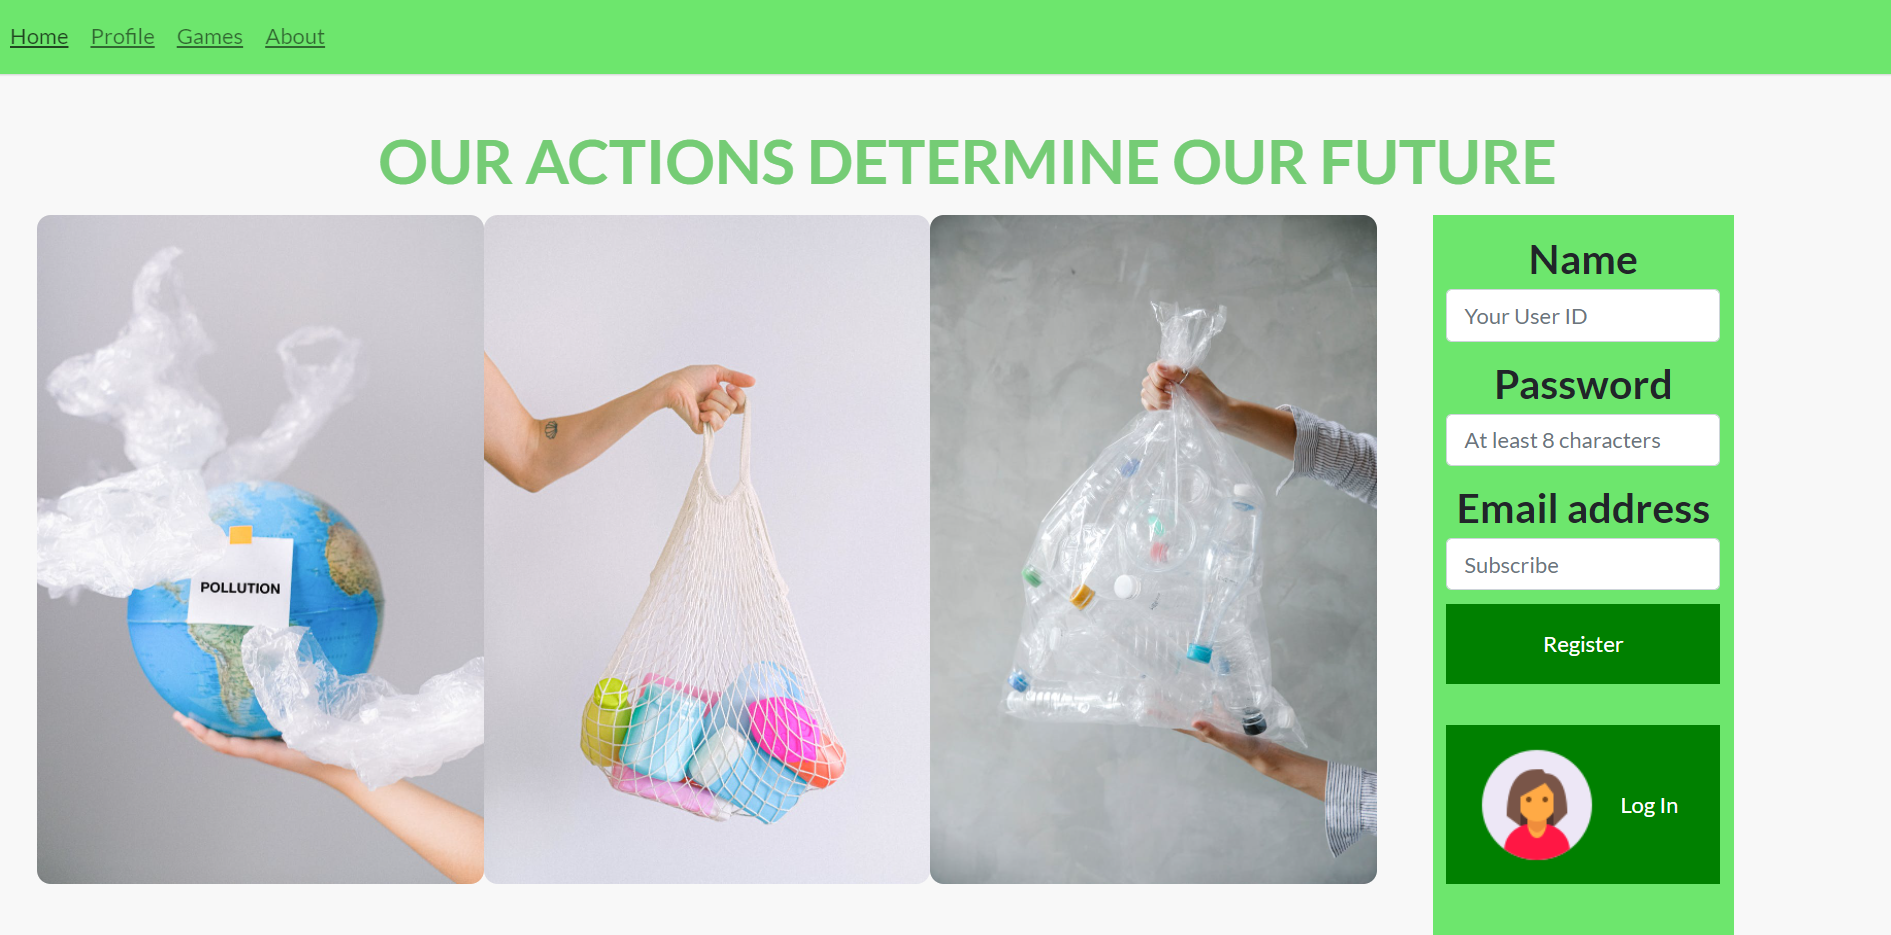 Home Profile Games About
OUR ACTIONS DETERMINE OUR FUTURE
POLLUTION
Name
Your User ID
Password
At least 8 characters
Email address
Subscribe
Register
Log In